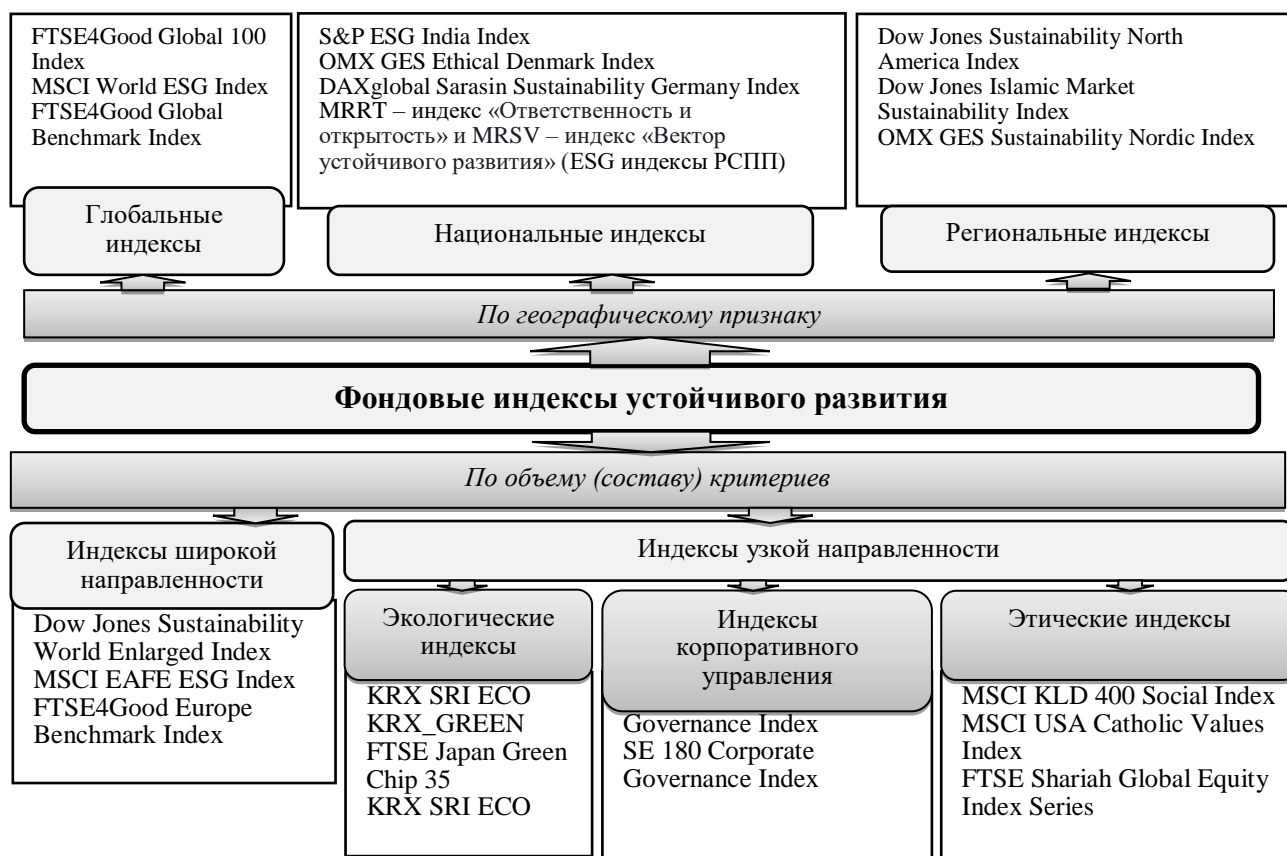 FTSE4Good Global 100
Index
MSCI World ESG Index
FTSE4Good Global
Benchmark Index
S&P ESG India Index
OMX GES Ethical Denmark Index
DAXglobal Sarasin Sustainability Germany Index
MRRT – индекс «Ответственность и
открытость» и MRSV – индекс «Вектор
устойчивого развития» (ESG индексы РСПП)
Dow Jones Sustainability North
America Index
Dow Jones Islamic Market
Sustainability Index
OMX GES Sustainability Nordic Index
Глобальные
индексы
Национальные индексы
Региональные индексы
По географическому признаку
Фондовые индексы устойчивого развития
По объему (составу) критериев
Индексы широкой
направленности
Индексы узкой направленности
Dow Jones Sustainability
World Enlarged Index
MSCI EAFE ESG Index
FTSE4Good Europe
Benchmark Index
Экологические
индексы
KRX SRI ECO
KRX_GREEN
FTSE Japan Green
Chip 35
KRX SRI ECO
Индексы
корпоративного
управления
Governance Index
SE 180 Corporate
Governance Index
Этические индексы
MSCI KLD 400 Social Index
MSCI USA Catholic Values
Index
FTSE Shariah Global Equity
Index Series